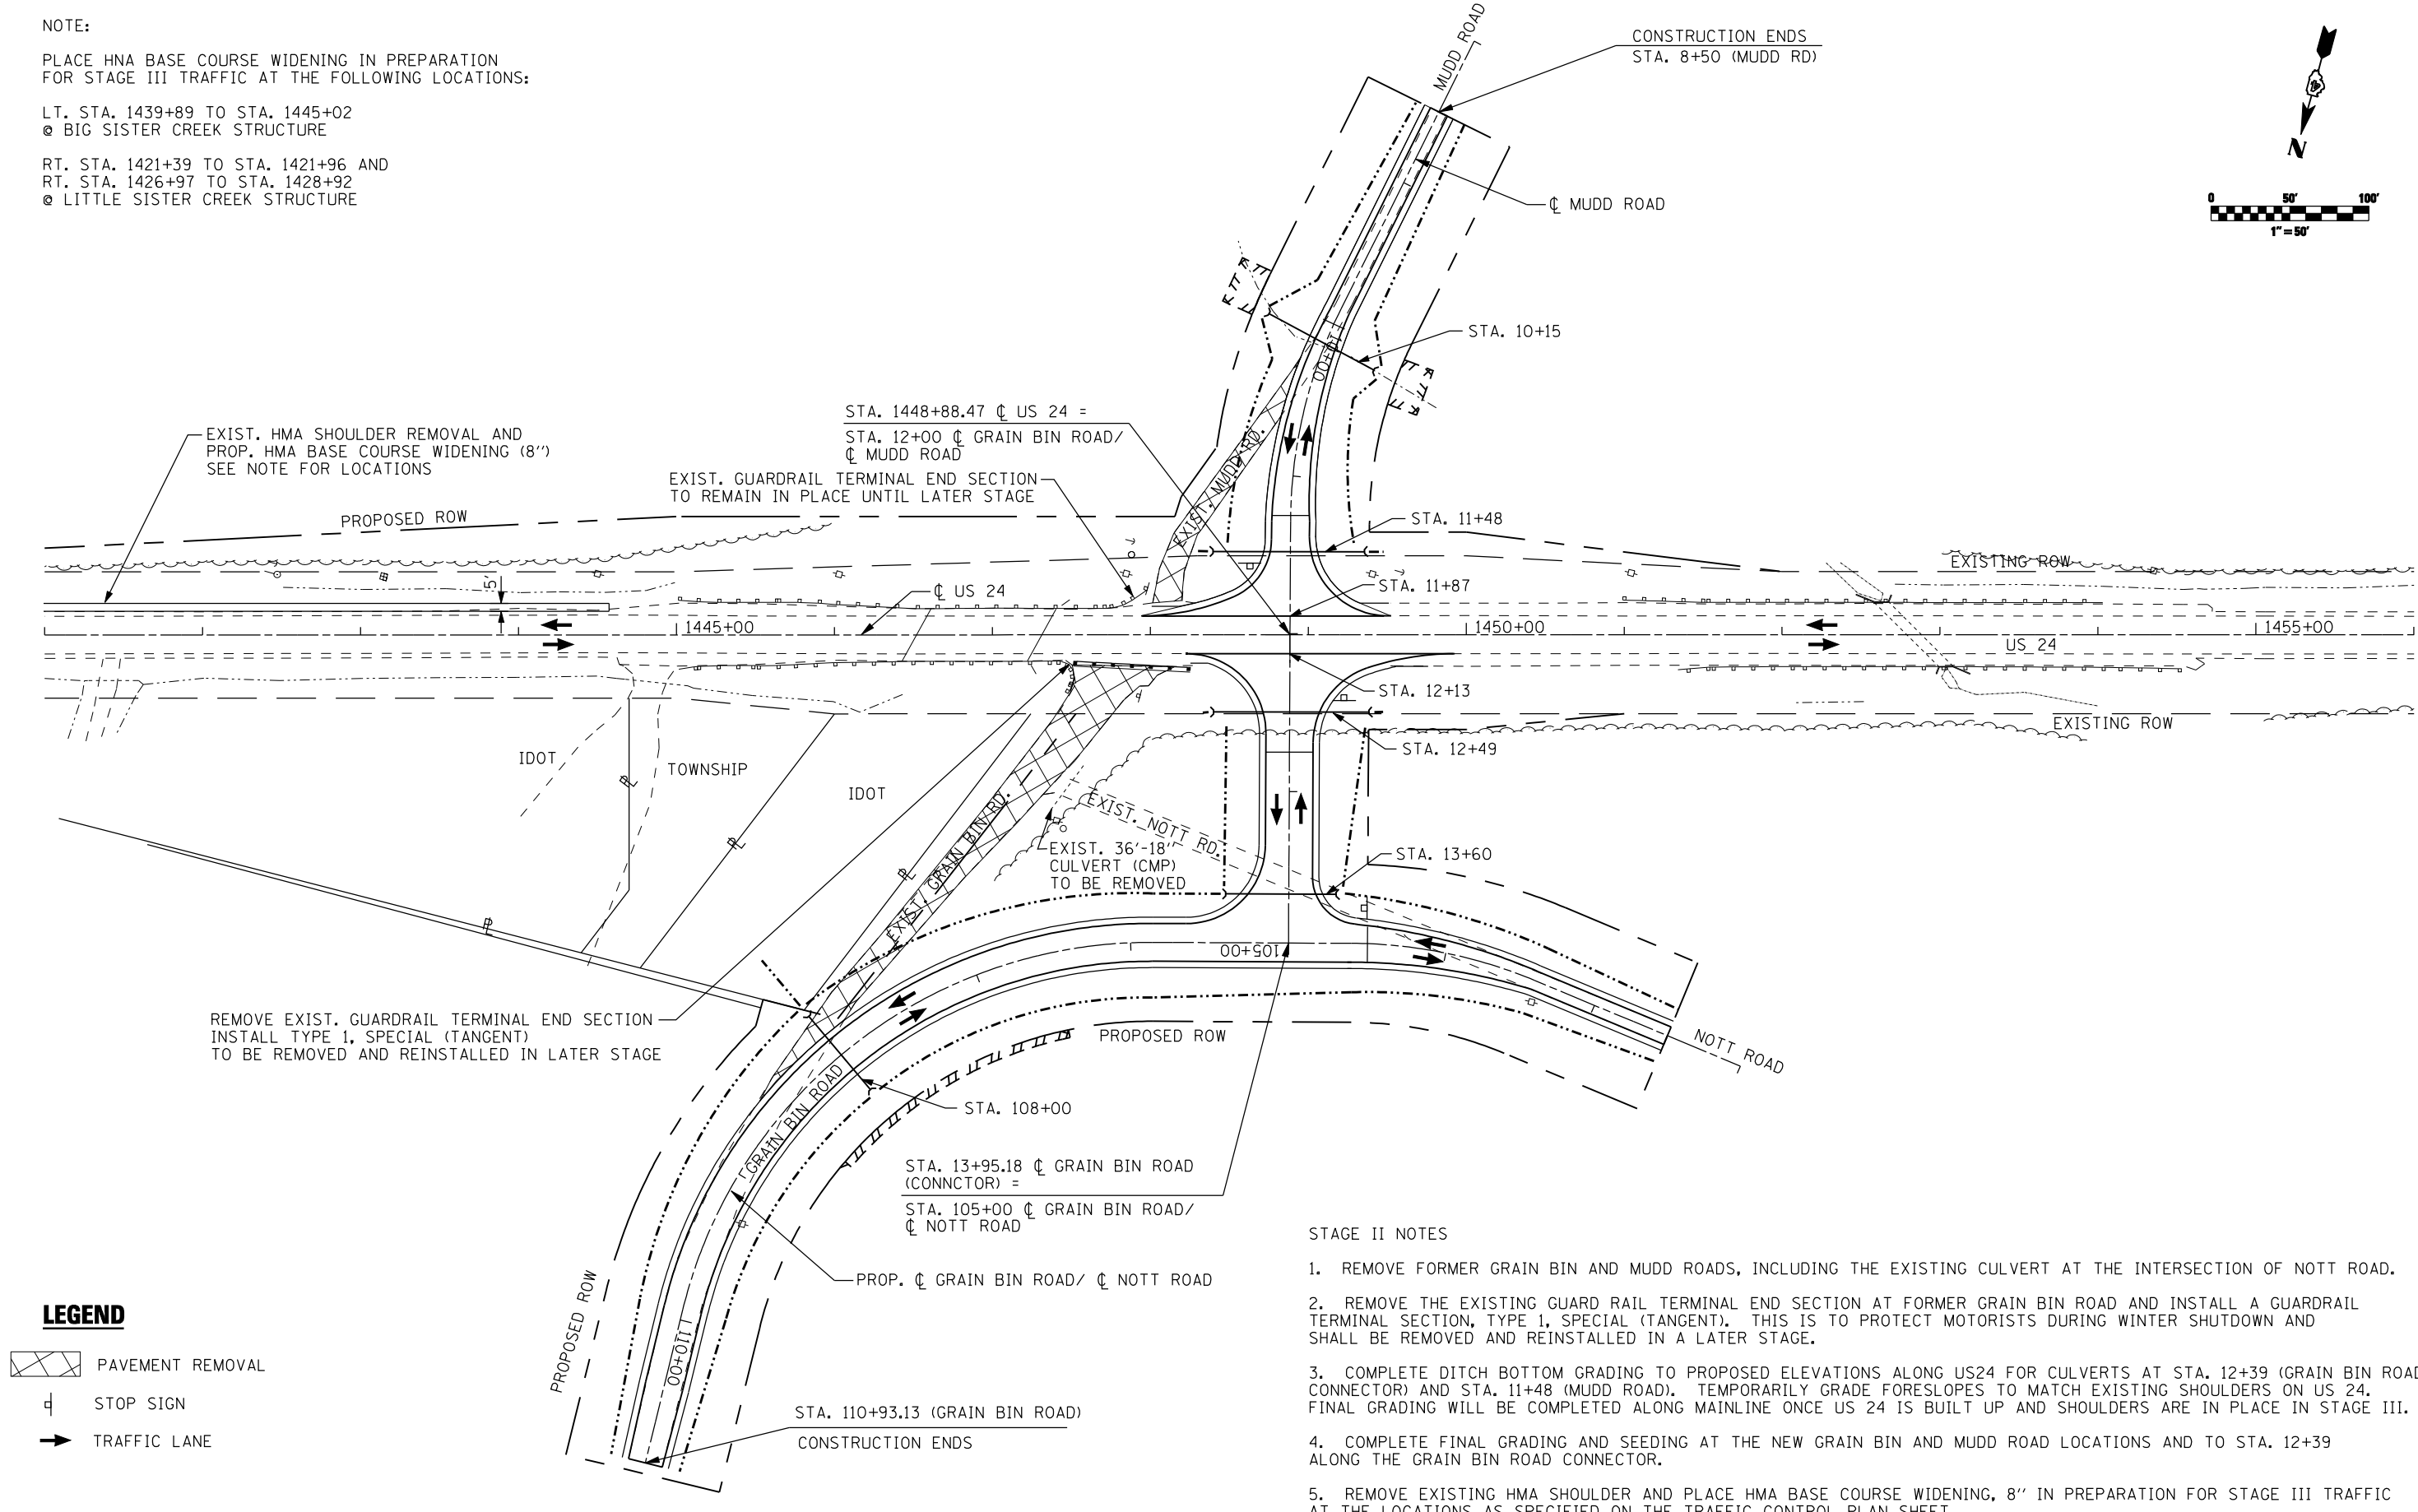 NOTE:
PLACE HNA BASE COURSE WIDENING IN PREPARATION
FOR STAGE III TRAFFIC AT THE FOLLOWING LOCATIONS:
LT. STA. 1439+89 TO STA. 1445+02
@ BIG SISTER CREEK STRUCTURE
RT. STA. 1421+39 TO STA. 1421+96 AND
RT. STA. 1426+97 TO STA. 1428+92
@ LITTLE SISTER CREEK STRUCTURE
MUDD ROAD
CONSTRUCTION ENDS
STA. 8+50 (MUDD RD)
N
0 50' 100'
1"=50'
℄ MUDD ROAD
STA. 10+15
10+00
STA. 1448+88.47 ℄ US 24 =
STA. 12+00 ℄ GRAIN BIN ROAD/
℄ MUDD ROAD
EXIST. HMA SHOULDER REMOVAL AND
PROP. HMA BASE COURSE WIDENING (8'')
SEE NOTE FOR LOCATIONS
EXIST. GUARDRAIL TERMINAL END SECTION
TO REMAIN IN PLACE UNTIL LATER STAGE
EXIST. MUDD RD.
PROPOSED ROW
STA. 11+48
EXISTING ROW
5'
℄ US 24
STA. 11+87
1445+00
1450+00
1455+00
US 24
STA. 12+13
EXISTING ROW
STA. 12+49
IDOT
TOWNSHIP
IDOT
℄
℄
℄
℄
EXIST. GRAIN BIN RD.
EXIST. NOTT RD.
EXIST. 36'-18"
CULVERT (CMP)
TO BE REMOVED
STA. 13+60
105+00
REMOVE EXIST. GUARDRAIL TERMINAL END SECTION
INSTALL TYPE 1, SPECIAL (TANGENT)
TO BE REMOVED AND REINSTALLED IN LATER STAGE
PROPOSED ROW
NOTT ROAD
GRAIN BIN ROAD
STA. 108+00
STA. 13+95.18 ℄ GRAIN BIN ROAD
(CONNCTOR) =
STA. 105+00 ℄ GRAIN BIN ROAD/
℄ NOTT ROAD
PROP. ℄ GRAIN BIN ROAD/ ℄ NOTT ROAD
PROPOSED ROW
110+00
STA. 110+93.13 (GRAIN BIN ROAD)
CONSTRUCTION ENDS
LEGEND
PAVEMENT REMOVAL
STOP SIGN
TRAFFIC LANE
STAGE II NOTES
1. REMOVE FORMER GRAIN BIN AND MUDD ROADS, INCLUDING THE EXISTING CULVERT AT THE INTERSECTION OF NOTT ROAD.
2. REMOVE THE EXISTING GUARD RAIL TERMINAL END SECTION AT FORMER GRAIN BIN ROAD AND INSTALL A GUARDRAIL
TERMINAL SECTION, TYPE 1, SPECIAL (TANGENT). THIS IS TO PROTECT MOTORISTS DURING WINTER SHUTDOWN AND
SHALL BE REMOVED AND REINSTALLED IN A LATER STAGE.
3. COMPLETE DITCH BOTTOM GRADING TO PROPOSED ELEVATIONS ALONG US24 FOR CULVERTS AT STA. 12+39 (GRAIN BIN ROAD
CONNECTOR) AND STA. 11+48 (MUDD ROAD). TEMPORARILY GRADE FORESLOPES TO MATCH EXISTING SHOULDERS ON US 24.
FINAL GRADING WILL BE COMPLETED ALONG MAINLINE ONCE US 24 IS BUILT UP AND SHOULDERS ARE IN PLACE IN STAGE III.
4. COMPLETE FINAL GRADING AND SEEDING AT THE NEW GRAIN BIN AND MUDD ROAD LOCATIONS AND TO STA. 12+39
ALONG THE GRAIN BIN ROAD CONNECTOR.
5. REMOVE EXISTING HMA SHOULDER AND PLACE HMA BASE COURSE WIDENING, 8'' IN PREPARATION FOR STAGE III TRAFFIC
AT THE LOCATIONS AS SPECIFIED ON THE TRAFFIC CONTROL PLAN SHEET